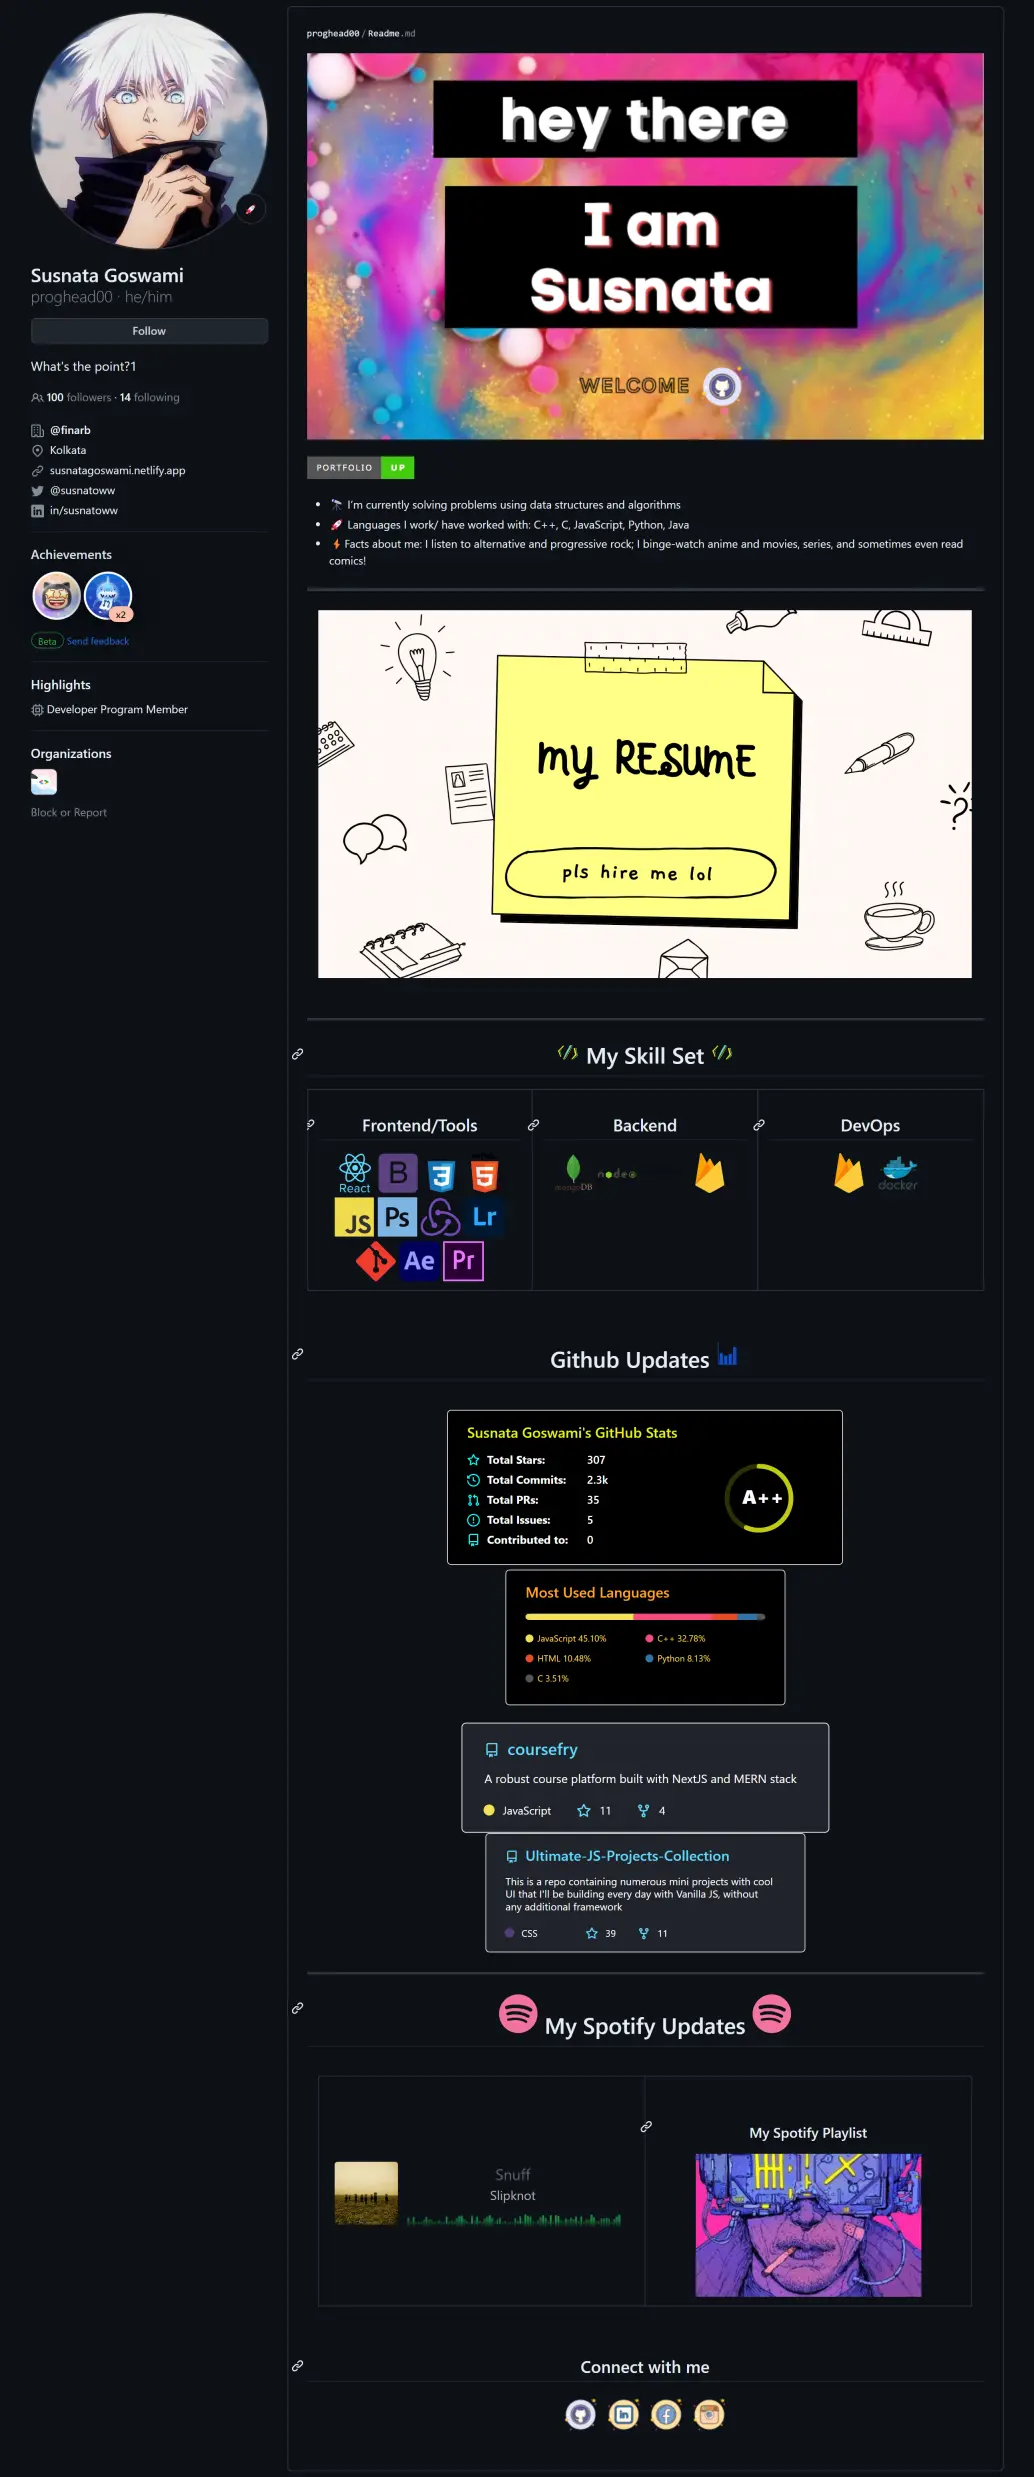 Susnata Goswami
proghead00 · he/him
Follow
What's the point?1
100 followers · 14 following
@finarb
Kolkata
susnatagoswami.netlify.app
@susnatoww
in/susnatoww
Achievements
x2
Beta Send feedback
Highlights
Developer Program Member
Organizations
Block or Report
proghead00 / Readme.md
hey there
I am
Susnata
WELCOME
PORTFOLIO UP
I'm currently solving problems using data structures and algorithms
Languages I work/ have worked with: C++, C, JavaScript, Python, Java
Facts about me: I listen to alternative and progressive rock; I binge-watch anime and movies, series, and sometimes even read
comics!
my RESUME
pls hire me lol
My Skill Set
Frontend/Tools
React
B
3
5
JS
Ps
Lr
Ae
Pr
Backend
mongoDB
node
DevOps
docker
Github Updates
Susnata Goswami's GitHub Stats
Total Stars: 307
Total Commits: 2.3k
Total PRs: 35
Total Issues: 5
Contributed to: 0
A++
Most Used Languages
JavaScript 45.10% C++ 32.78%
HTML 10.48% Python 8.13%
C 3.51%
coursefry
A robust course platform built with NextJS and MERN stack
JavaScript 11 4
Ultimate-JS-Projects-Collection
This is a repo containing numerous mini projects with cool
UI that I'll be building every day with Vanilla JS, without
any additional framework
CSS 39 11
My Spotify Updates
Snuff
Slipknot
My Spotify Playlist
Connect with me
in
f